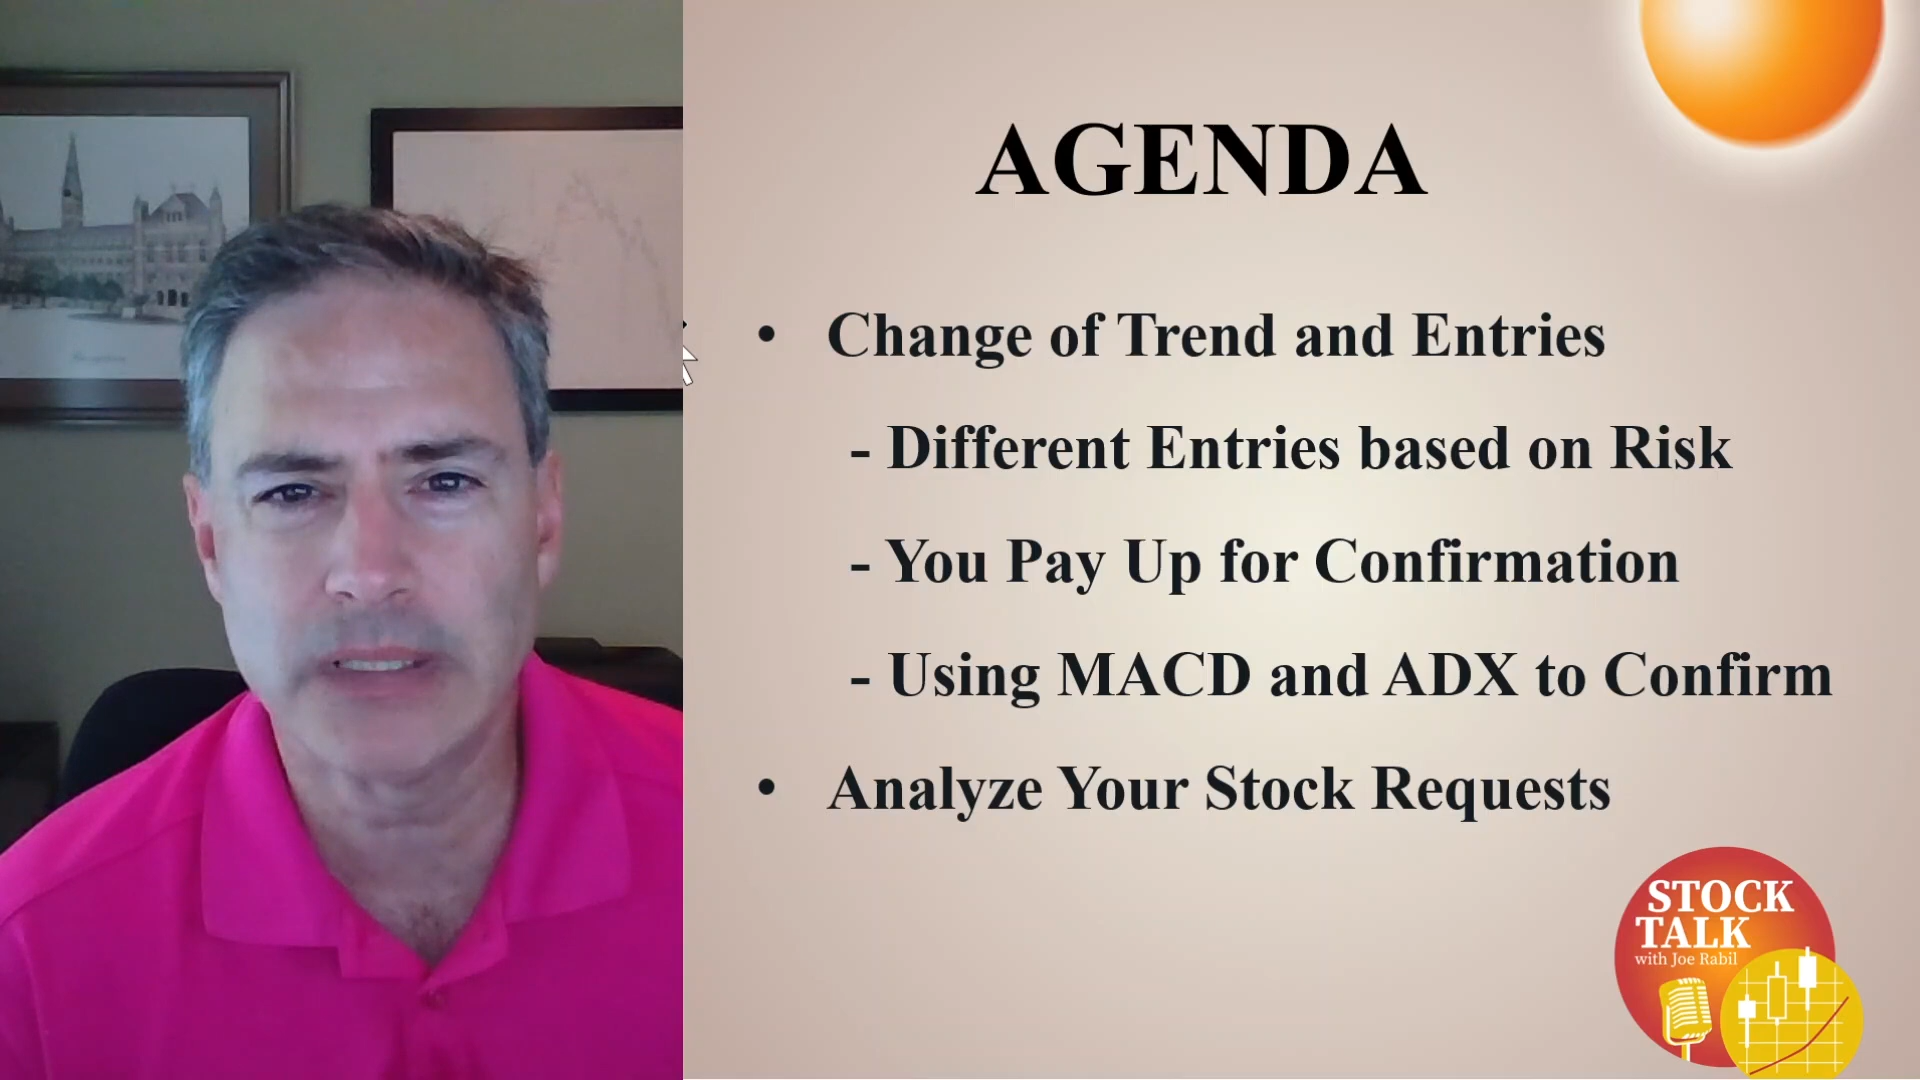 AGENDA
• Change of Trend and Entries
- Different Entries based on Risk
- You Pay Up for Confirmation
- Using MACD and ADX to Confirm
• Analyze Your Stock Requests
STOCK
TALK
with Joe Rabil